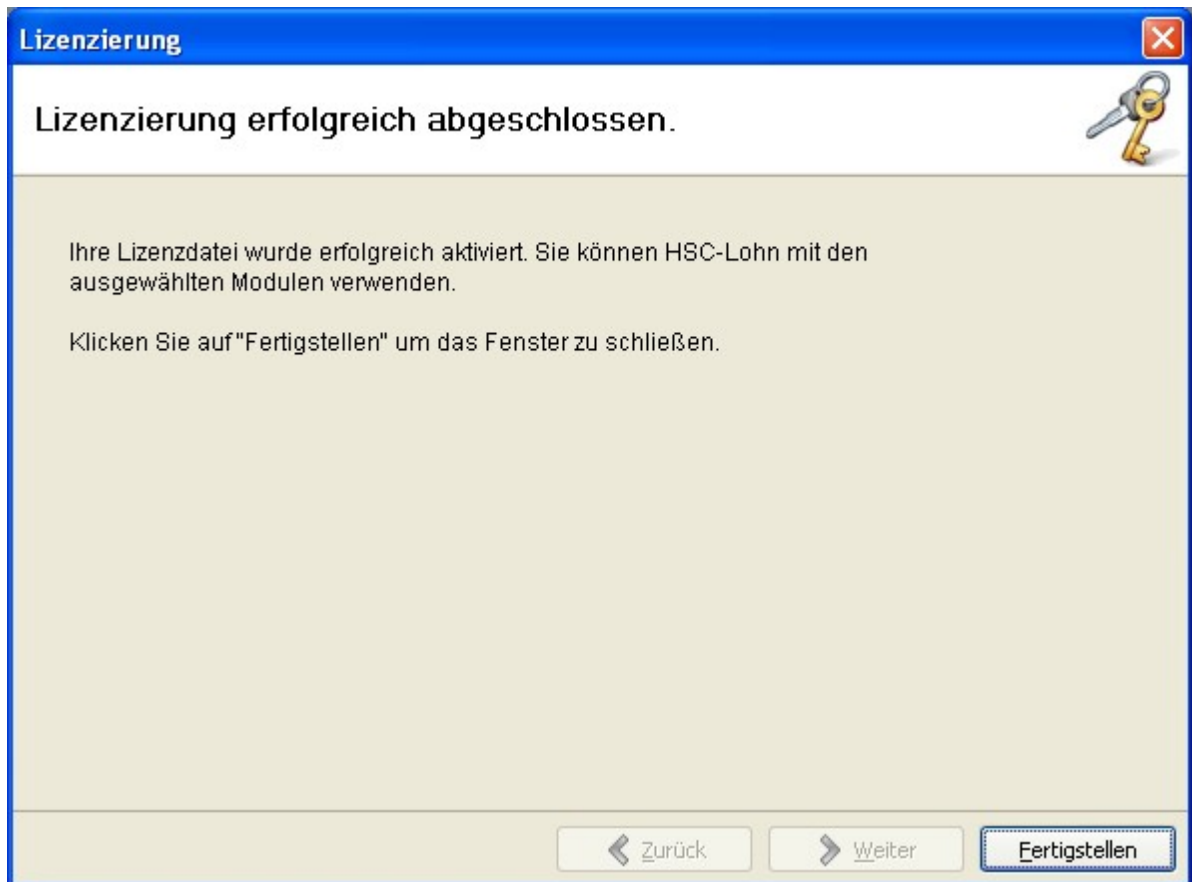 Lizenzierung
Lizenzierung erfolgreich abgeschlossen.
Ihre Lizenzdatei wurde erfolgreich aktiviert. Sie können HSC-Lohn mit den
ausgewählten Modulen verwenden.
Klicken Sie auf "Fertigstellen" um das Fenster zu schließen.
Zurück Weiter Fertigstellen